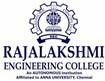 RAJALAKSHMI
ENGINEERING COLLEGE
An AUTONOMOUS Institution
Affiliated to ANNA UNIVERSITY, Chennai